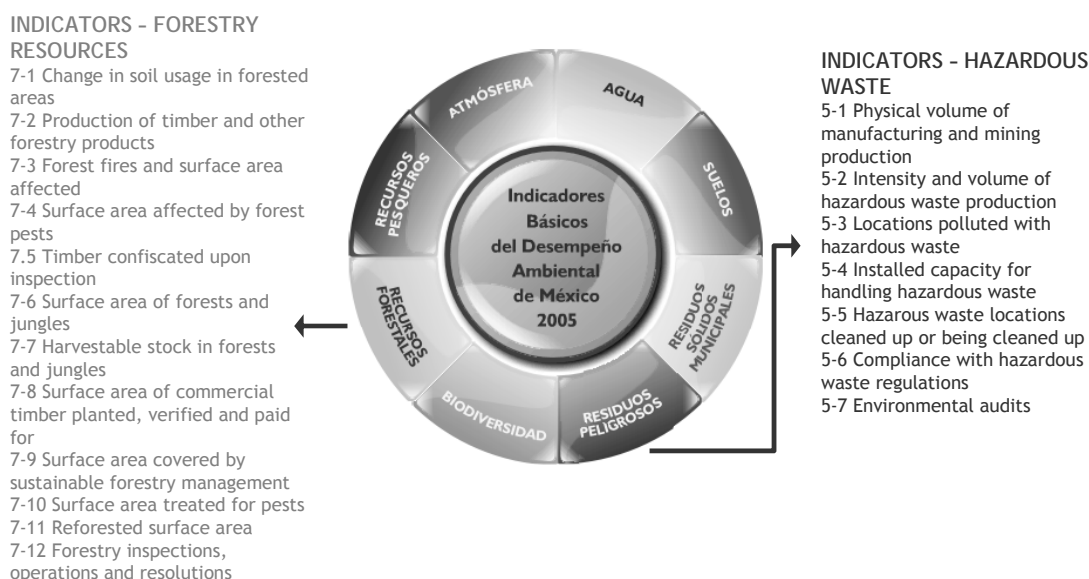 INDICATORS – FORESTRY
RESOURCES
7-1 Change in soil usage in forested
areas
7-2 Production of timber and other
forestry products
7-3 Forest fires and surface area
affected
7-4 Surface area affected by forest
pests
7.5 Timber confiscated upon
inspection
7-6 Surface area of forests and
jungles
7-7 Harvestable stock in forests
and jungles
7-8 Surface area of commercial
timber planted, verified and paid
for
7-9 Surface area covered by
sustainable forestry management
7-10 Surface area treated for pests
7-11 Reforested surface area
7-12 Forestry inspections,
operations and resolutions
ATMÓSFERA
AGUA
SUELOS
RESIDUOS
SÓLIDOS
MUNICIPALES
RESIDUOS
PELIGROSOS
BIODIVERSIDAD
RECURSOS
FORESTALES
RECURSOS
PESQUEROS
Indicadores
Básicos
del Desempeño
Ambiental
de México
2005
INDICATORS – HAZARDOUS
WASTE
5-1 Physical volume of
manufacturing and mining
production
5-2 Intensity and volume of
hazardous waste production
5-3 Locations polluted with
hazardous waste
5-4 Installed capacity for
handling hazardous waste
5-5 Hazarous waste locations
cleaned up or being cleaned up
5-6 Compliance with hazardous
waste regulations
5-7 Environmental audits